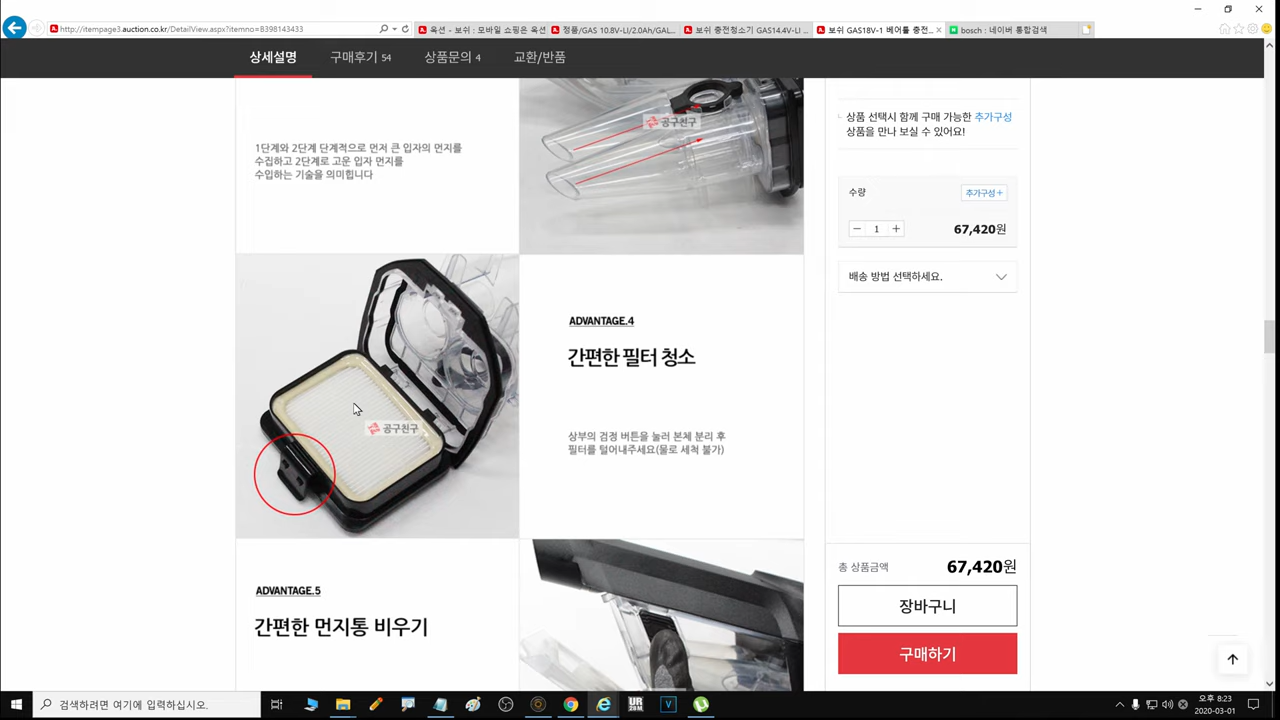 http://itempage3.auction.co.kr/DetailView.aspx?itemno=8398143433
옥션 - 보쉬 : 모바일 쇼핑은 옥션
정품/GAS 10.8V-LI/2.0Ah/GAL...
보쉬 충전청소기 GAS14.4V-LI ...
보쉬 GAS18V-1 베어툴 충전...
bosch : 네이버 통합검색
상세설명
구매후기 54
상품문의 4
교환/반품
1단계와 2단계 단계적으로 먼저 큰 입자의 먼지를
수집하고 2단계로 고운 입자 먼지를
수입하는 기술을 의미힙니다
공구친구
상품 선택시 함께 구매 가능한 추가구성
상품을 만나 보실 수 있어요!
수량
추가구성+
1
67,420원
배송 방법 선택하세요.
공구친구
ADVANTAGE.4
간편한 필터 청소
상부의 검정 버튼을 눌러 본체 분리 후
필터를 털어내주세요(물로 세척 불가)
ADVANTAGE.5
간편한 먼지통 비우기
총 상품금액 67,420원
장바구니
구매하기
검색하려면 여기에 입력하십시오.
오후 8:23
2020-03-01